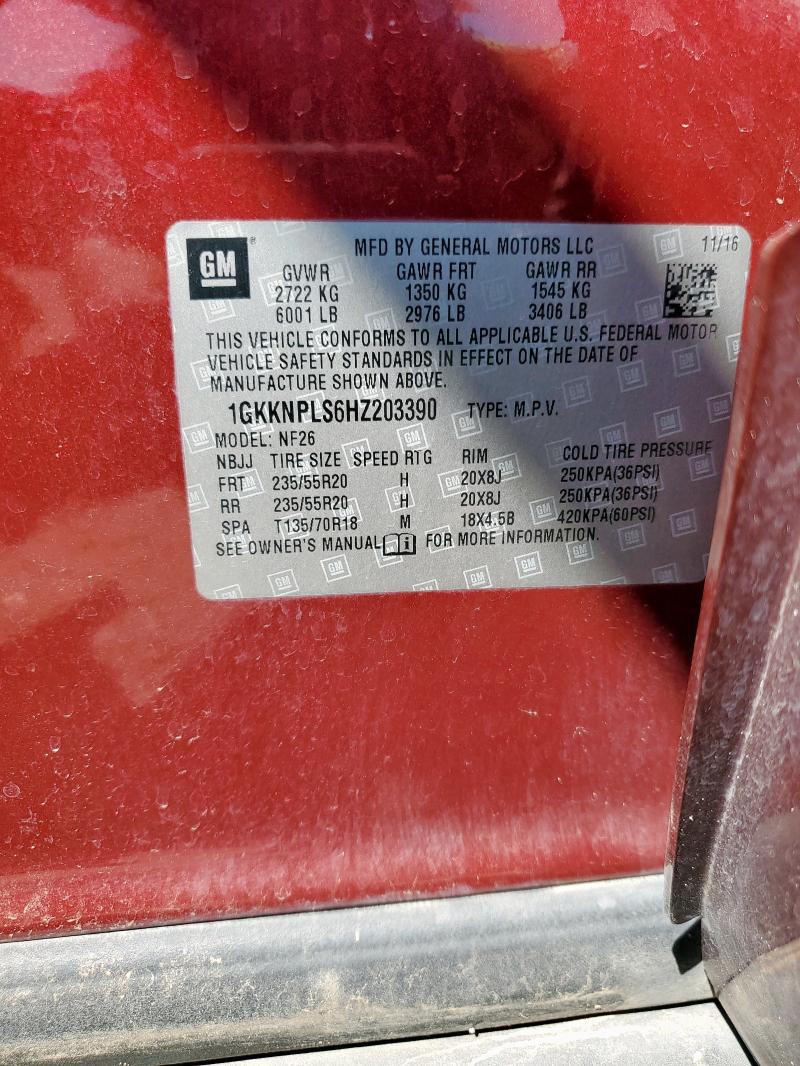 GM MFD BY GENERAL MOTORS LLC 11/16
GVWR GAWR FRT GAWR RR
2722 KG 1350 KG 1545 KG
6001 LB 2976 LB 3406 LB
THIS VEHICLE CONFORMS TO ALL APPLICABLE U.S. FEDERAL MOTOR
VEHICLE SAFETY STANDARDS IN EFFECT ON THE DATE OF
MANUFACTURE SHOWN ABOVE.
1GKKNPLS6HZ203390 TYPE: M.P.V.
MODEL: NF26
NBJJ TIRE SIZE SPEED RTG RIM COLD TIRE PRESSURE
FRT 235/55R20 H 20X8J 250KPA(36PSI)
RR 235/55R20 H 20X8J 250KPA(36PSI)
SPA T135/70R18 M 18X4.5B 420KPA(60PSI)
SEE OWNER'S MANUAL FOR MORE INFORMATION.